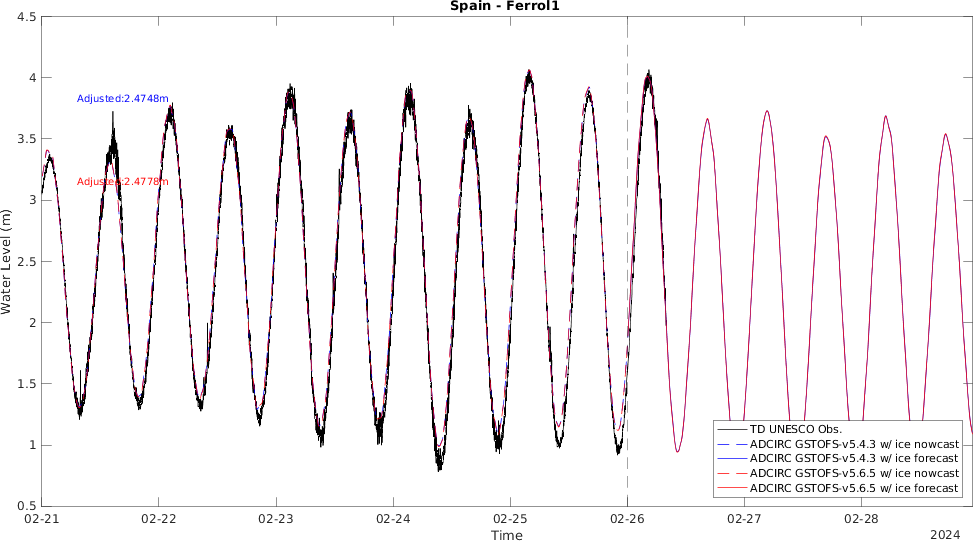 Spain - Ferrol1
4.5
4
3.5
3
2.5
2
1.5
1
0.5
Water Level (m)
Adjusted:2.4748m
Adjusted:2.4778m
TD UNESCO Obs.
ADCIRC GSTOFS-v5.4.3 w/ ice nowcast
ADCIRC GSTOFS-v5.4.3 w/ ice forecast
ADCIRC GSTOFS-v5.6.5 w/ ice nowcast
ADCIRC GSTOFS-v5.6.5 w/ ice forecast
02-21 02-22 02-23 02-24 02-25 02-26 02-27 02-28
Time
2024